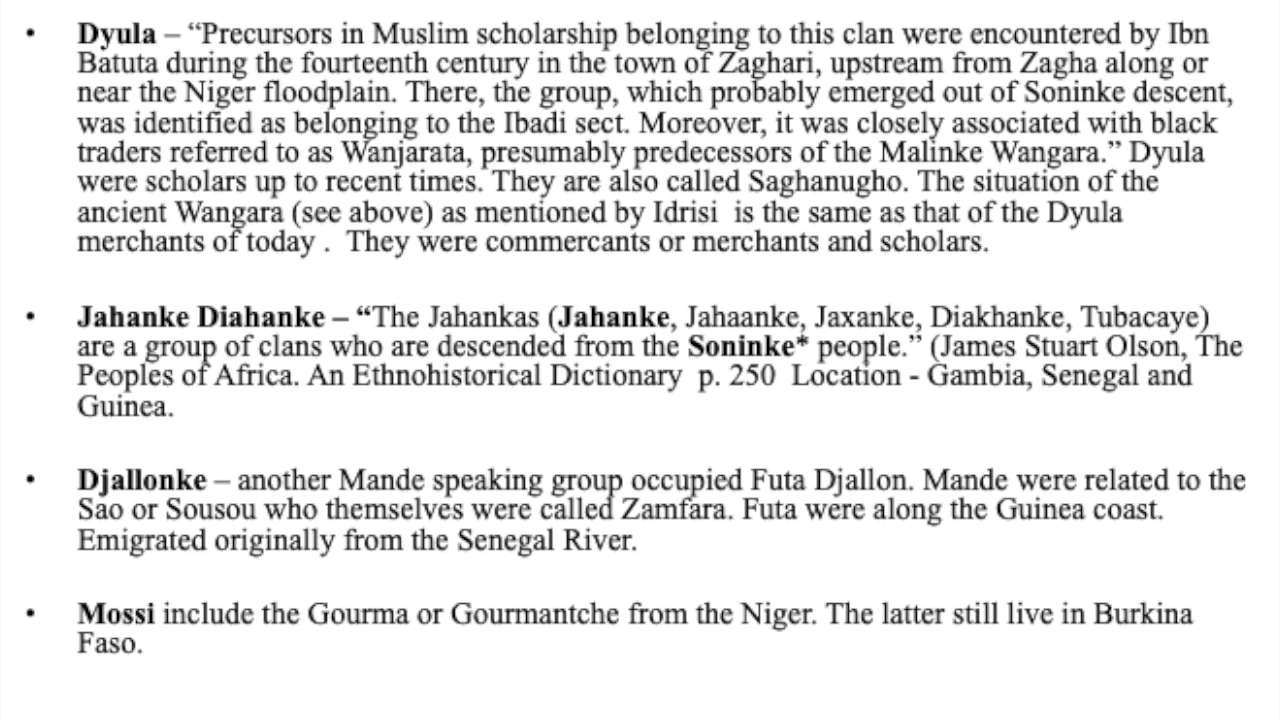 • Dyula – “Precursors in Muslim scholarship belonging to this clan were encountered by Ibn
Batuta during the fourteenth century in the town of Zaghari, upstream from Zagha along or
near the Niger floodplain. There, the group, which probably emerged out of Soninke descent,
was identified as belonging to the Ibadi sect. Moreover, it was closely associated with black
traders referred to as Wanjarata, presumably predecessors of the Malinke Wangara.” Dyula
were scholars up to recent times. They are also called Saghanugho. The situation of the
ancient Wangara (see above) as mentioned by Idrisi is the same as that of the Dyula
merchants of today . They were commercants or merchants and scholars.
• Jahanke Diahanke – “The Jahankas (Jahanke, Jahaanke, Jaxanke, Diakhanke, Tubacaye)
are a group of clans who are descended from the Soninke* people.” (James Stuart Olson, The
Peoples of Africa. An Ethnohistorical Dictionary p. 250 Location - Gambia, Senegal and
Guinea.
• Djallonke – another Mande speaking group occupied Futa Djallon. Mande were related to the
Sao or Sousou who themselves were called Zamfara. Futa were along the Guinea coast.
Emigrated originally from the Senegal River.
• Mossi include the Gourma or Gourmantche from the Niger. The latter still live in Burkina
Faso.